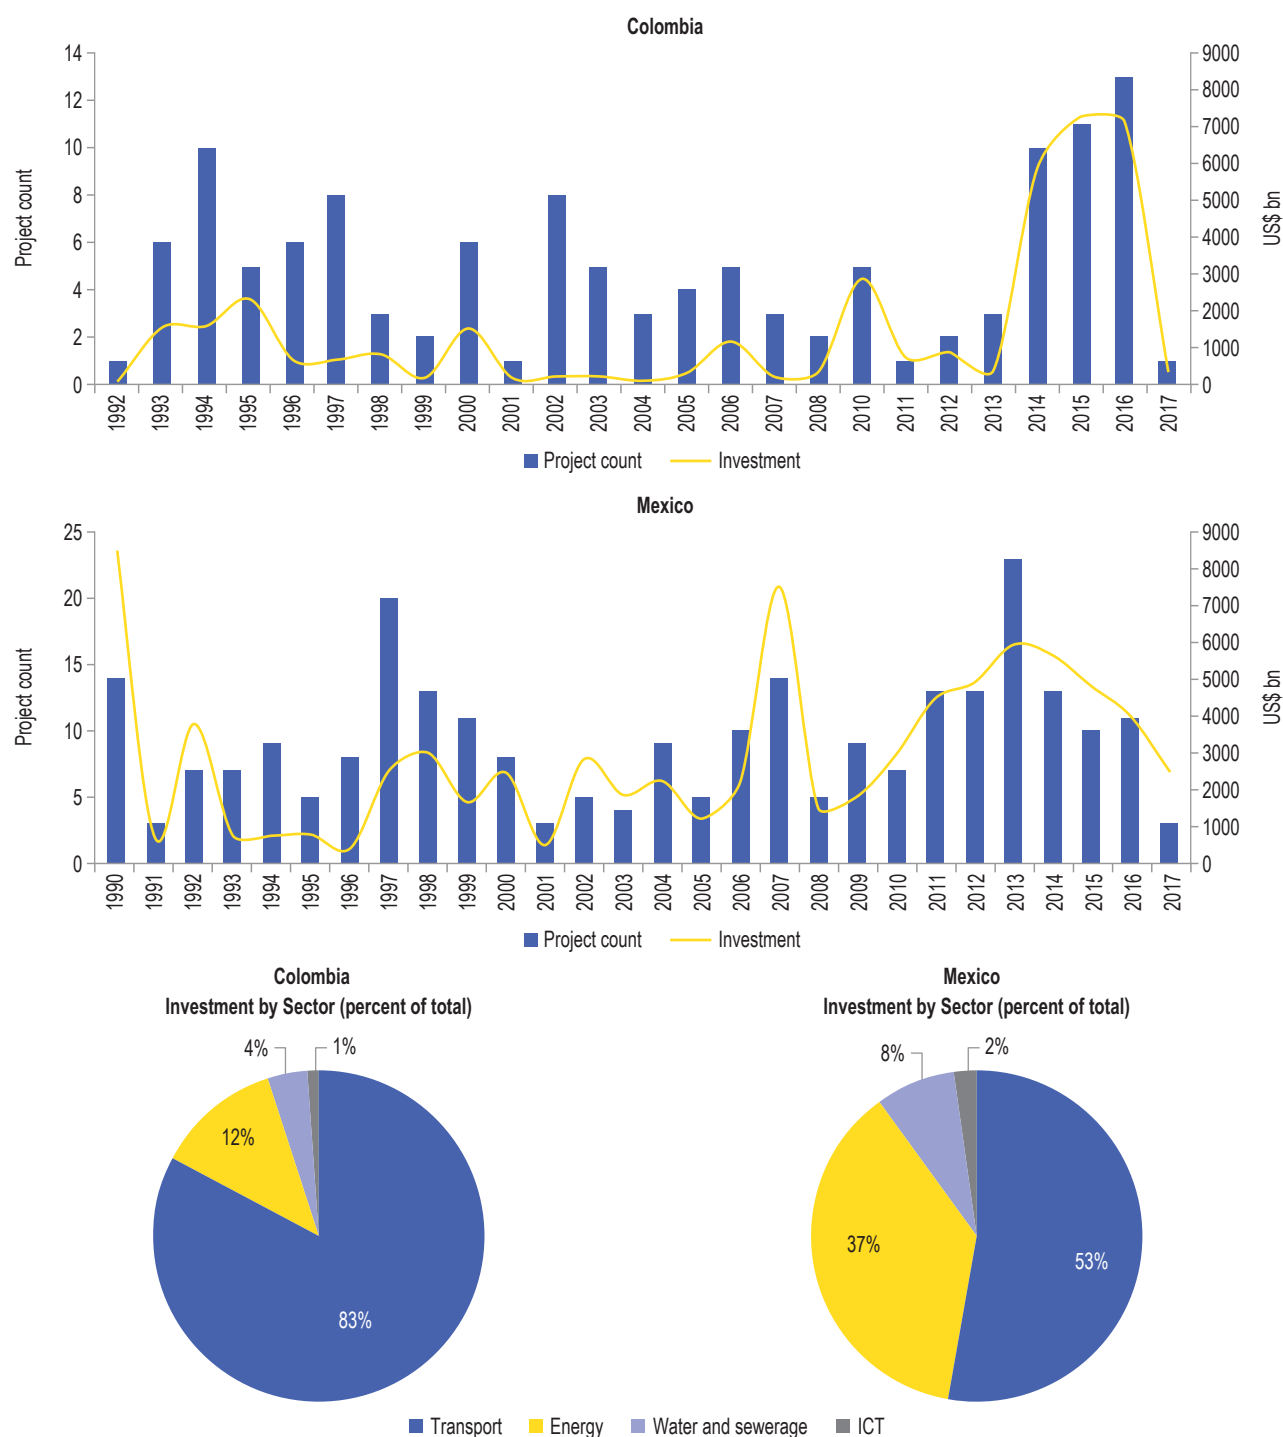 Colombia
14
12
10
8
6
4
2
0
Project count
9000
8000
7000
6000
5000
4000
3000
2000
1000
0
US$ bn
1992 1993 1994 1995 1996 1997 1998 1999 2000 2001 2002 2003 2004 2005 2006 2007 2008 2010 2011 2012 2013 2014 2015 2016 2017
Project count Investment
Mexico
25
20
15
10
5
0
Project count
9000
8000
7000
6000
5000
4000
3000
2000
1000
0
US$ bn
1990 1991 1992 1993 1994 1995 1996 1997 1998 1999 2000 2001 2002 2003 2004 2005 2006 2007 2008 2009 2010 2011 2012 2013 2014 2015 2016 2017
Project count Investment
Colombia
Investment by Sector (percent of total)
4% 1%
12%
83%
Mexico
Investment by Sector (percent of total)
8% 2%
37%
53%
Transport Energy Water and sewerage ICT